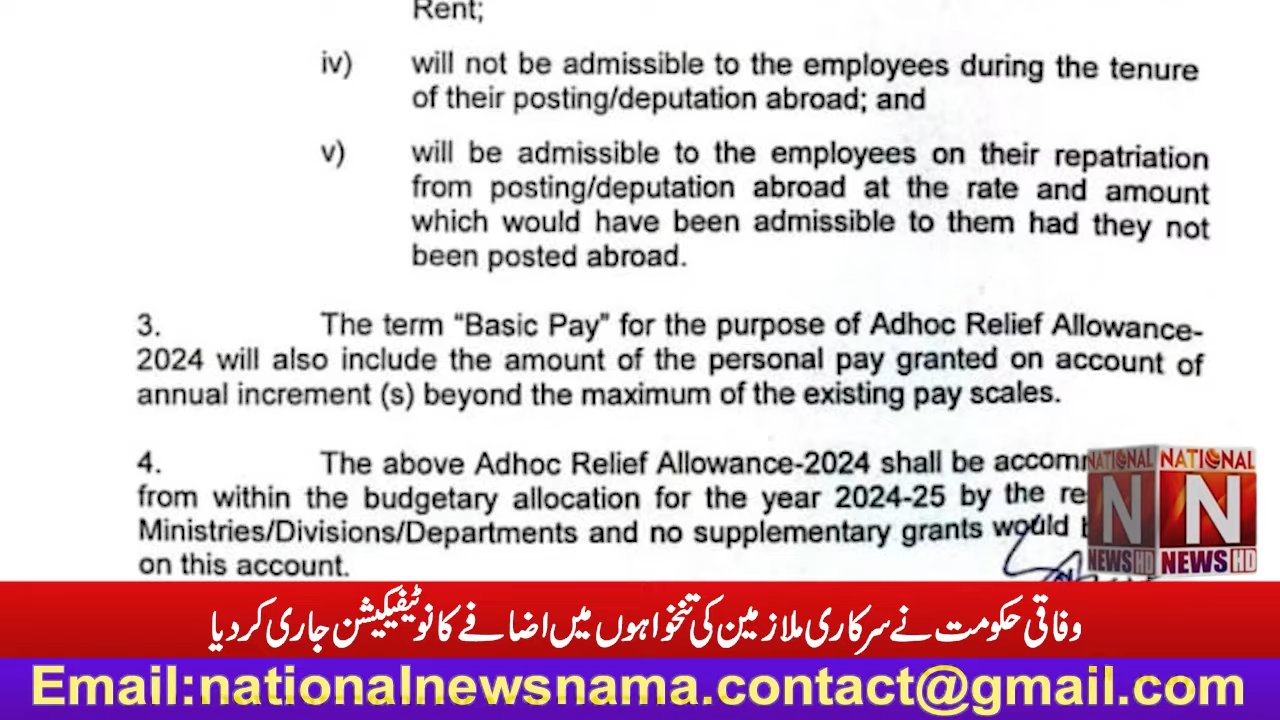 Rent;
iv) will not be admissible to the employees during the tenure
of their posting/deputation abroad; and
v) will be admissible to the employees on their repatriation
from posting/deputation abroad at the rate and amount
which would have been admissible to them had they not
been posted abroad.
3. The term “Basic Pay” for the purpose of Adhoc Relief Allowance-
2024 will also include the amount of the personal pay granted on account of
annual increment (s) beyond the maximum of the existing pay scales.
4. The above Adhoc Relief Allowance-2024 shall be
from within the budgetary allocation for the year 2024-25 by the
Ministries/Divisions/Departments and no supplementary grants would
on this account.
NATIONAL NATIONAL
N N
NEWS HD NEWS HD
وفاقی حکومت نے سرکاری ملازمین کی تنخواہوں میں اضافے کا نوٹیفیکیشن جاری کر دیا
Email:nationalnewsnama.contact@gmail.com